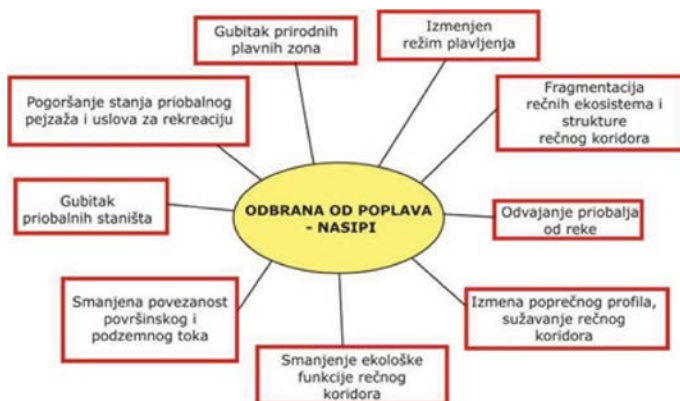 Gubitak prirodnih
plavnih zona
Izmenjen
režim plavljenja
Pogoršanje stanja priobalnog
pejzaža i uslova za rekreaciju
Fragmentacija
rečnih ekosistema i
strukture
rečnog koridora
Gubitak
priobalnih staništa
ODBRANA OD POPLAVA
- NASIPI
Odvajanje priobalja
od reke
Smanjena povezanost
površinskog i
podzemnog toka
Smanjenje ekološke
funkcije rečnog
koridora
Izmena poprečnog profila,
sužavanje rečnog
koridora